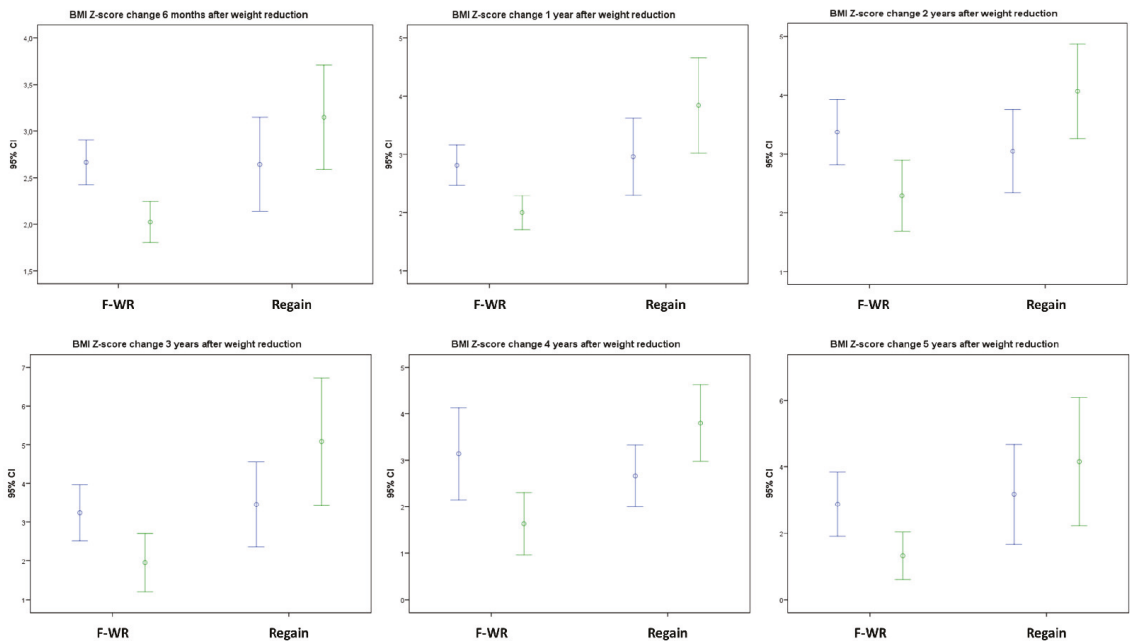 BMI Z-score change 6 months after weight reduction
4,0
3,5
3,0
2,5
2,0
1,5
95% CI
F-WR Regain
BMI Z-score change 1 year after weight reduction
5
4
3
2
1
95% CI
F-WR Regain
BMI Z-score change 2 years after weight reduction
5
4
3
2
1
95% CI
F-WR Regain
BMI Z-score change 3 years after weight reduction
7
6
5
4
3
2
1
95% CI
F-WR Regain
BMI Z-score change 4 years after weight reduction
5
4
3
2
1
0
95% CI
F-WR Regain
BMI Z-score change 5 years after weight reduction
6
4
2
0
95% CI
F-WR Regain